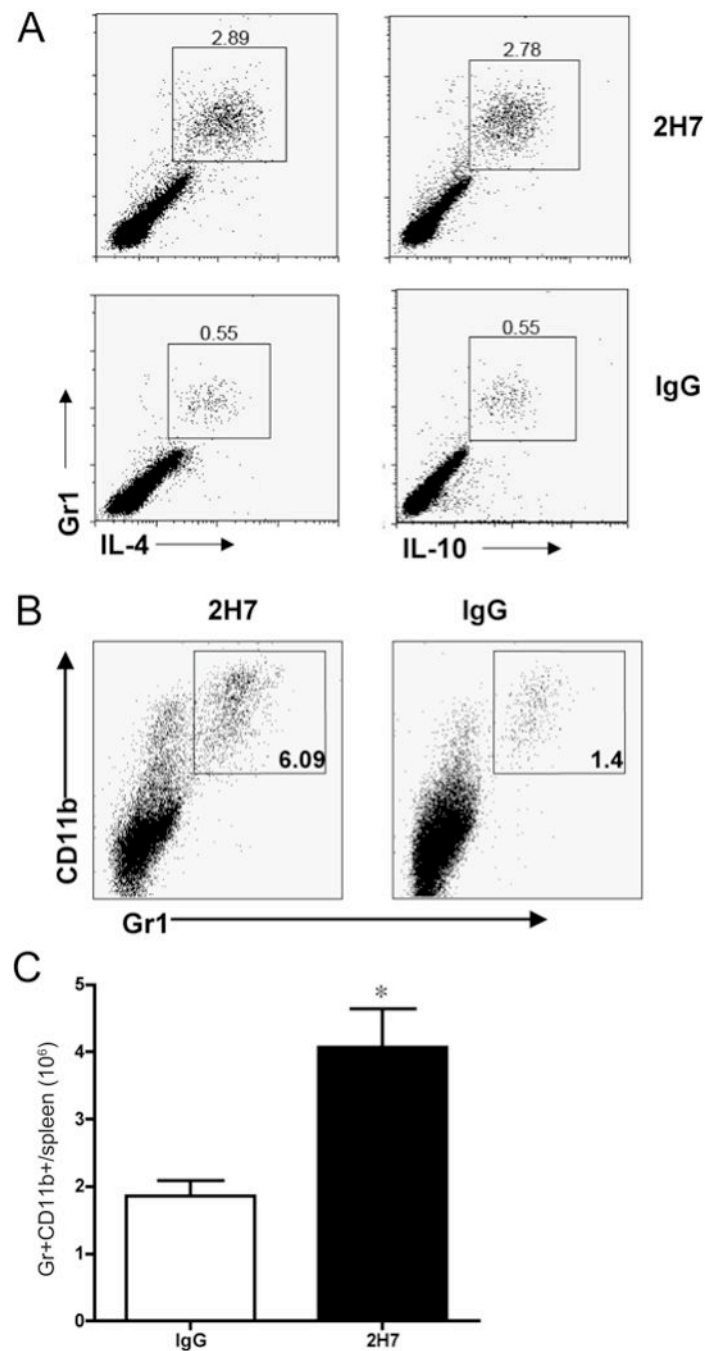 A
2.89
2.78
2H7
0.55
0.55
IgG
Gr1
IL-4
IL-10
B
2H7
IgG
CD11b
6.09
1.4
Gr1
C
Gr+CD11b+/spleen (10⁶)
5
*
4
3
2
1
0
IgG
2H7